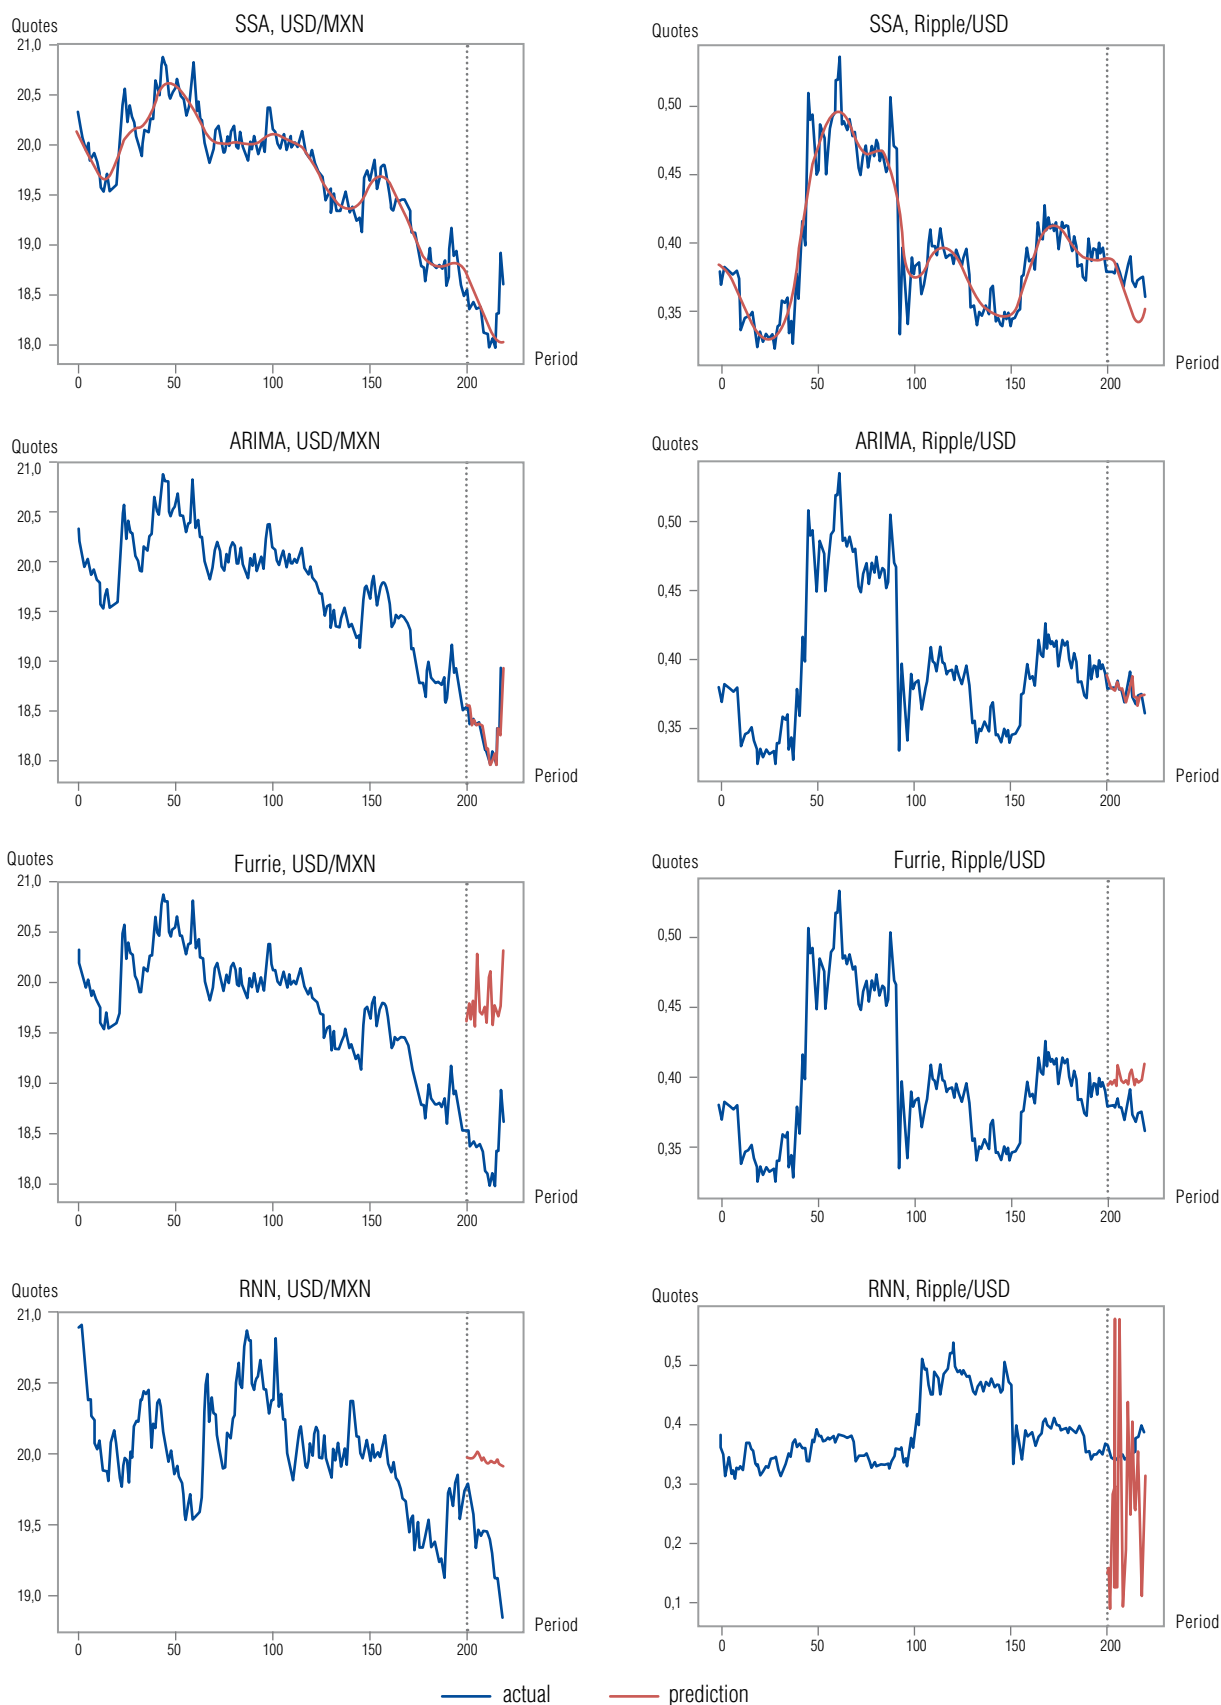 SSA, USD/MXN
Quotes
21,0
20,5
20,0
19,5
19,0
18,5
18,0
Period
0 50 100 150 200
SSA, Ripple/USD
Quotes
0,50
0,45
0,40
0,35
Period
0 50 100 150 200
ARIMA, USD/MXN
Quotes
21,0
20,5
20,0
19,5
19,0
18,5
18,0
Period
0 50 100 150 200
ARIMA, Ripple/USD
Quotes
0,50
0,45
0,40
0,35
Period
0 50 100 150 200
Furrie, USD/MXN
Quotes
21,0
20,5
20,0
19,5
19,0
18,5
18,0
Period
0 50 100 150 200
Furrie, Ripple/USD
Quotes
0,50
0,45
0,40
0,35
Period
0 50 100 150 200
RNN, USD/MXN
Quotes
21,0
20,5
20,0
19,5
19,0
Period
0 50 100 150 200
RNN, Ripple/USD
Quotes
0,5
0,4
0,3
0,2
0,1
Period
0 50 100 150 200
actual prediction